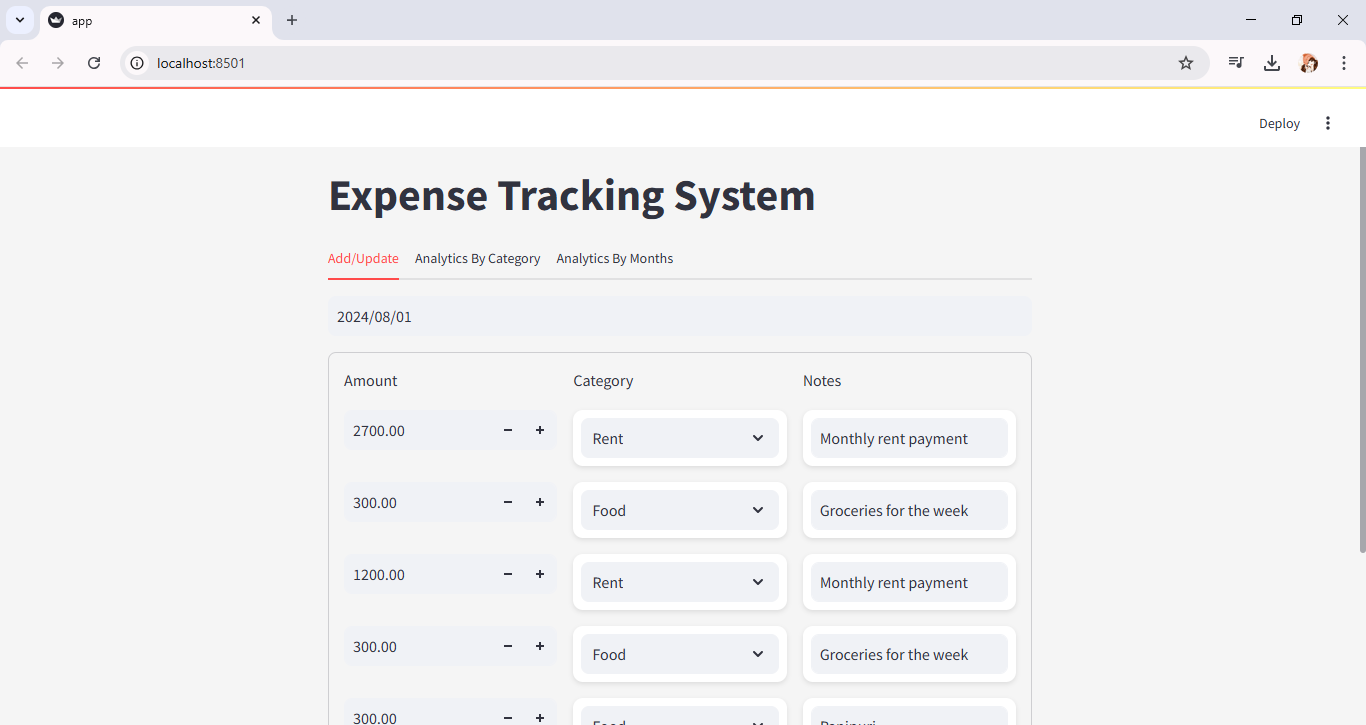 app
localhost:8501
Deploy
Expense Tracking System
Add/Update Analytics By Category Analytics By Months
2024/08/01
Amount Category Notes
2700.00 Rent Monthly rent payment
300.00 Food Groceries for the week
1200.00 Rent Monthly rent payment
300.00 Food Groceries for the week
300.00 Food Panipuri